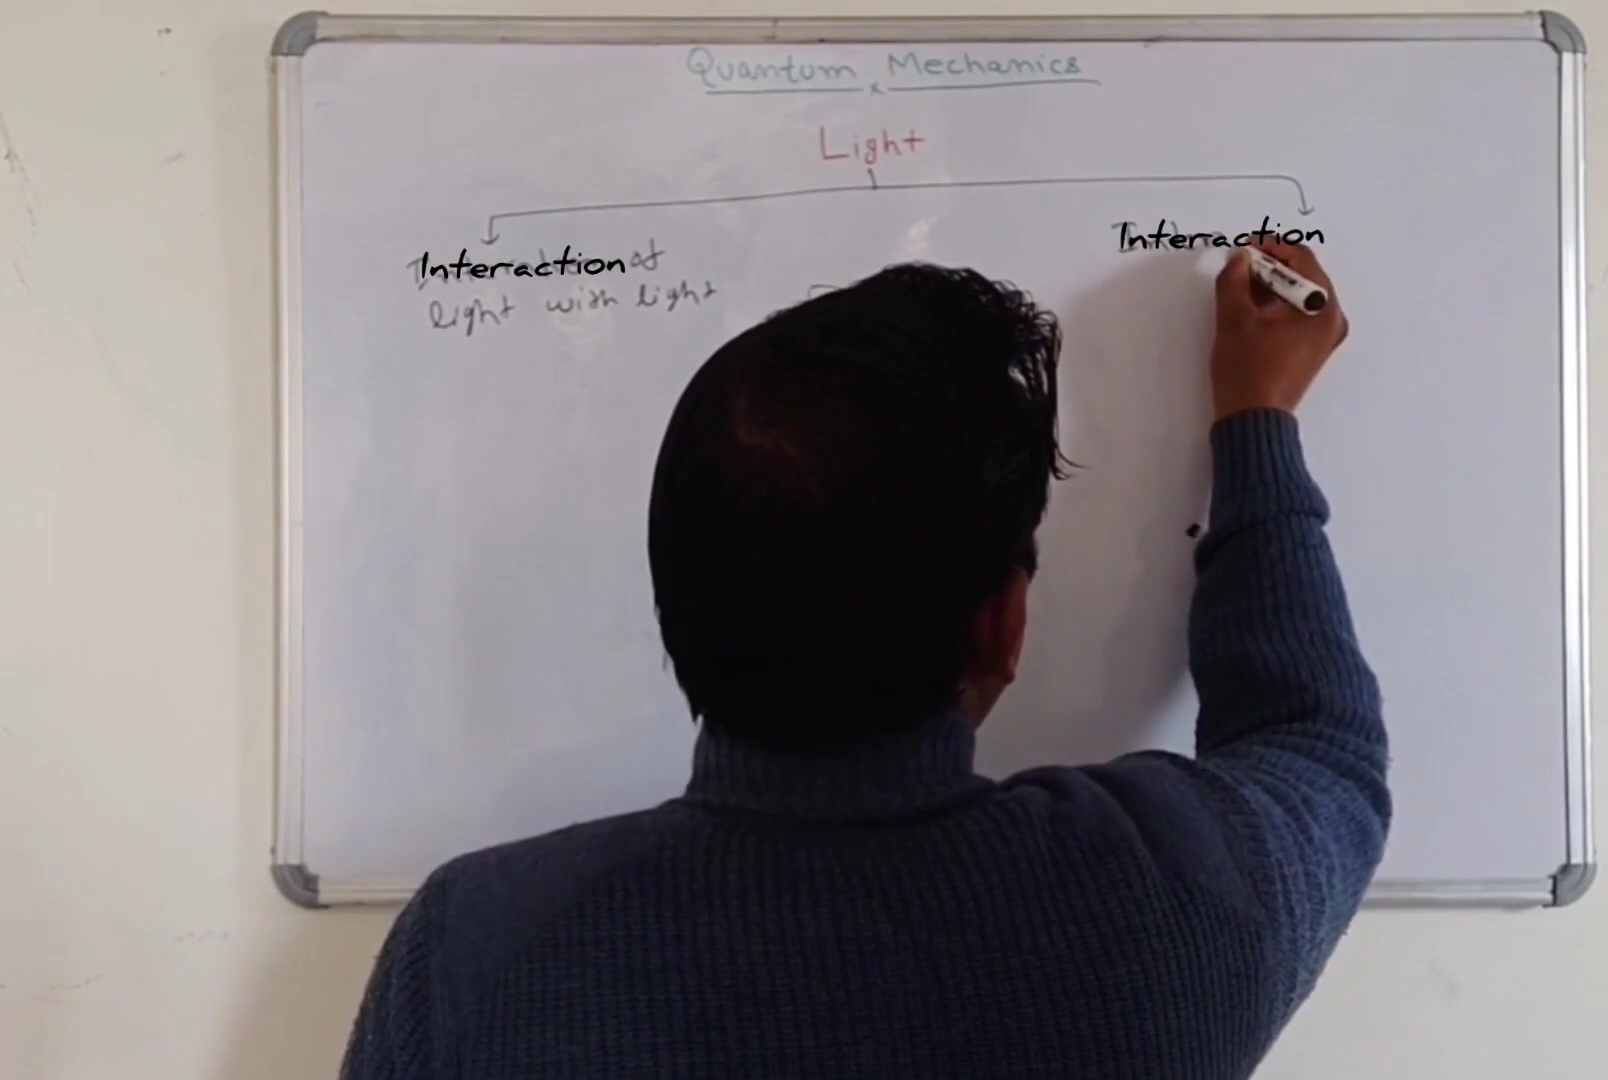 Quantum Mechanics
Light
Interaction of
light with light
Interaction